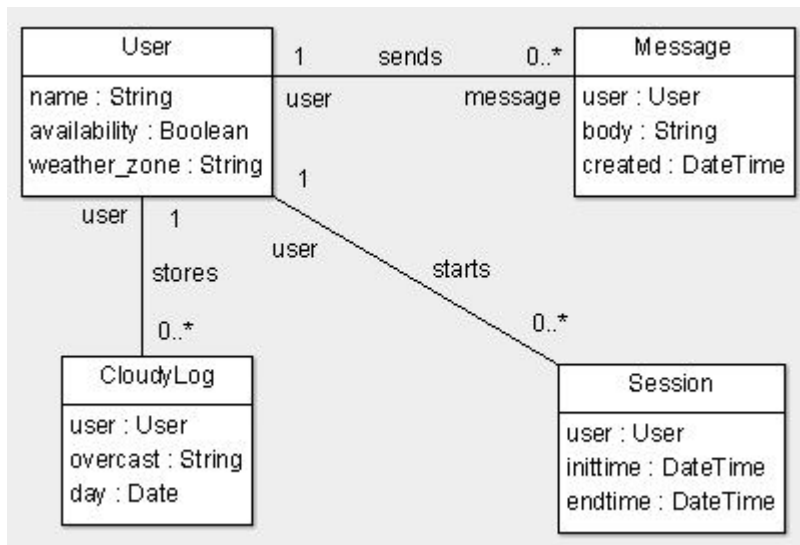 User
name : String
availability : Boolean
weather_zone : String
1 sends 0..*
user message
Message
user : User
body : String
created : DateTime
user 1
stores
0..*
1
user
starts
0..*
CloudyLog
user : User
overcast : String
day : Date
Session
user : User
inittime : DateTime
endtime : DateTime